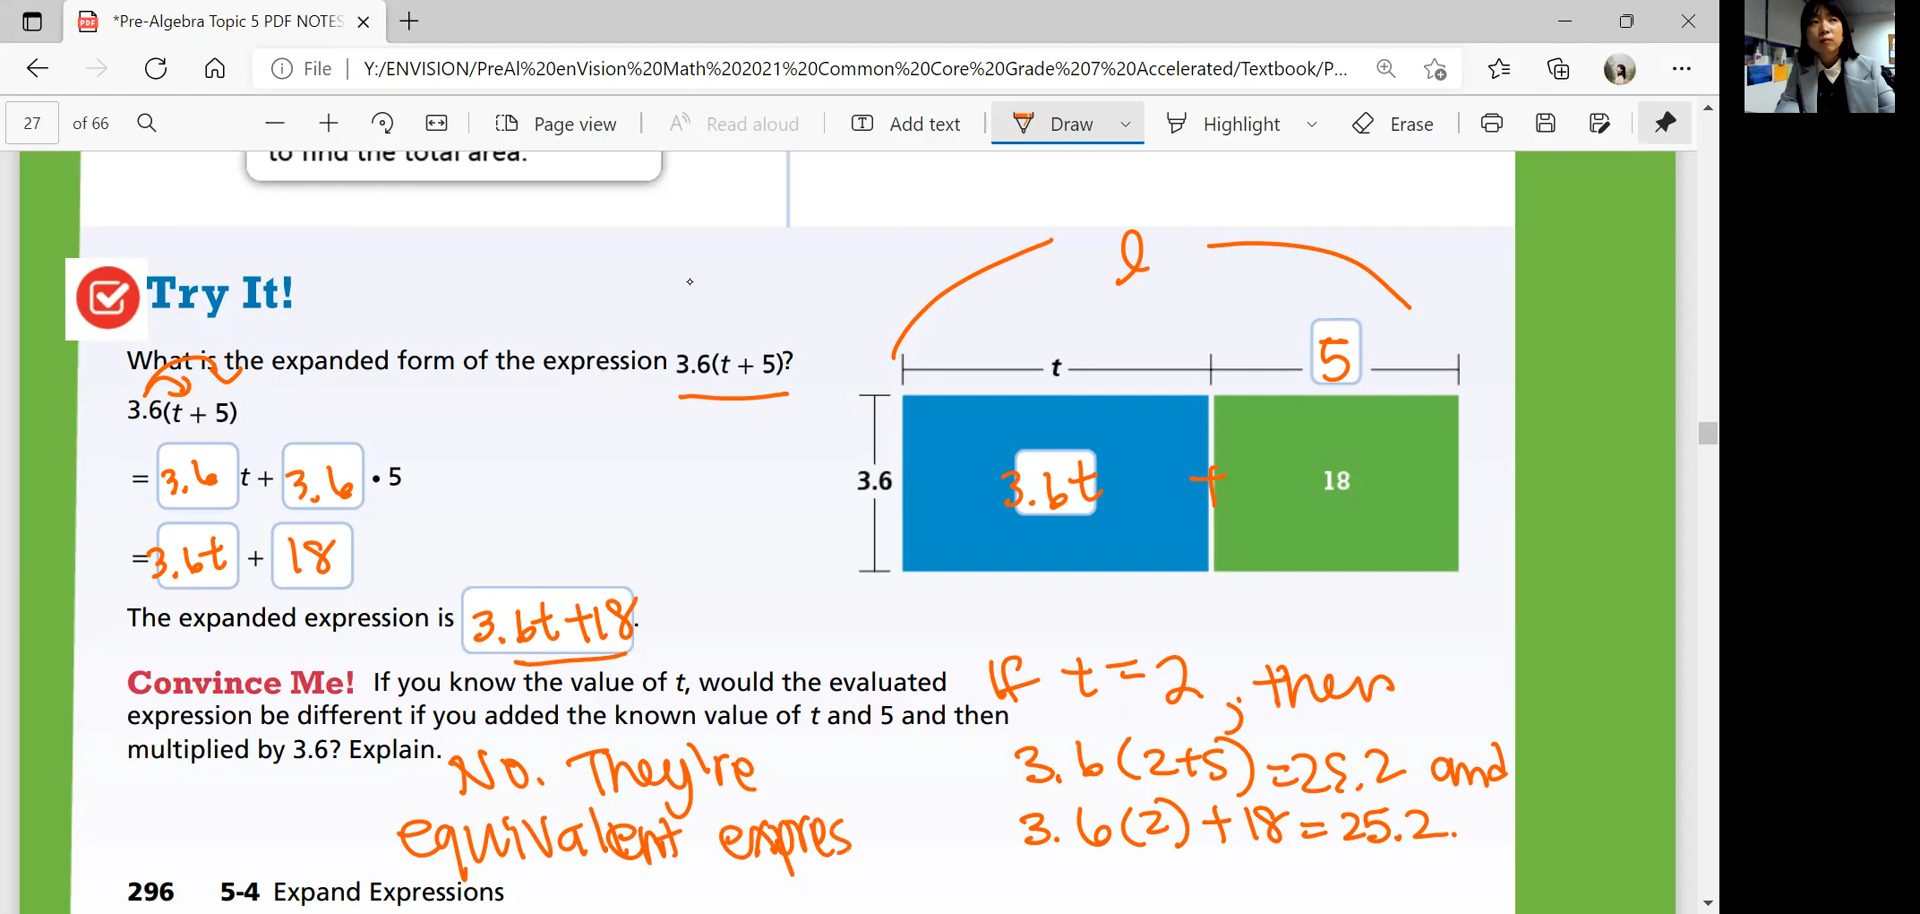 *Pre-Algebra Topic 5 PDF NOTES
File
Y:/ENVISION/PreAl%20enVision%20Math%202021%20Common%20Core%20Grade%207%20Accelerated/Textbook/P...
27 of 66
Page view
Read aloud
Add text
Draw
Highlight
Erase
to find the total area.
Try It!
What is the expanded form of the expression 3.6(t + 5)?
3.6(t + 5)
= 3.6 t + 3.6 • 5
= 3.6t + 18
The expanded expression is 3.6t + 18.
l
t
5
3.6
3.6t + 18
Convince Me! If you know the value of t, would the evaluated
expression be different if you added the known value of t and 5 and then
multiplied by 3.6? Explain.
No. They're
equivalent expres
If t = 2, then
3.6(2+5) = 25.2 and
3.6(2) + 18 = 25.2.
296 5-4 Expand Expressions